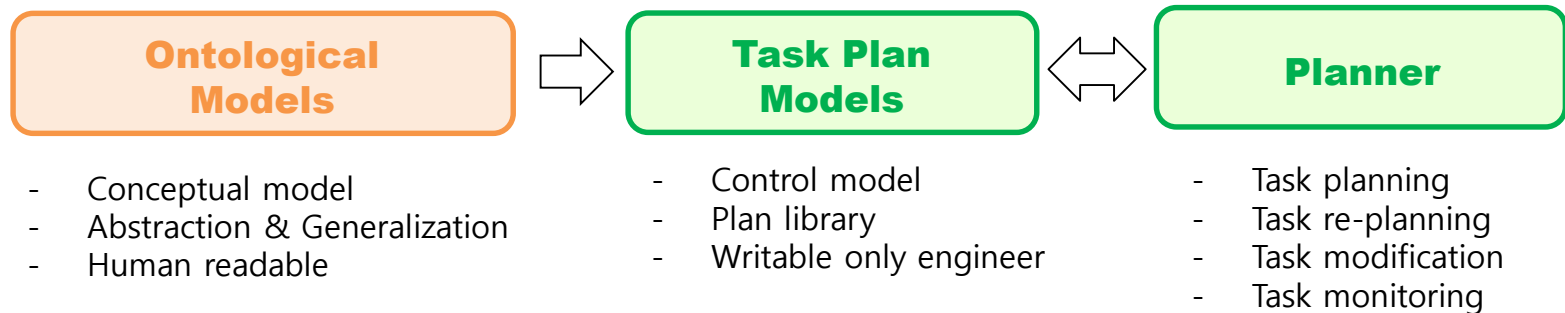 Ontological
Models
Task Plan
Models
Planner
- Conceptual model
- Abstraction & Generalization
- Human readable
- Control model
- Plan library
- Writable only engineer
- Task planning
- Task re-planning
- Task modification
- Task monitoring